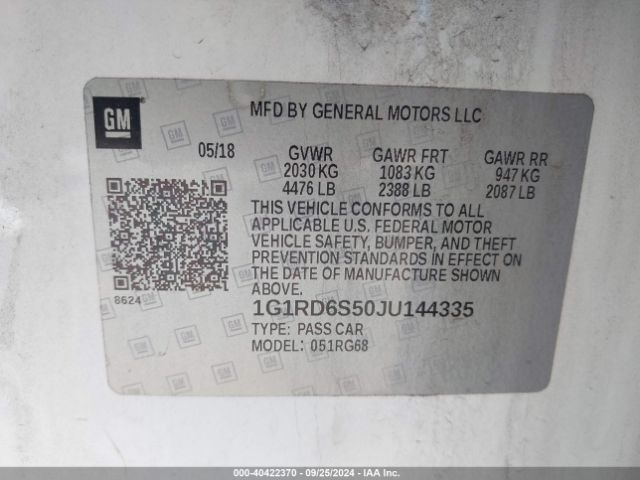 GM
MFD BY GENERAL MOTORS LLC
05/18 GVWR GAWR FRT GAWR RR
2030 KG 1083 KG 947 KG
4476 LB 2388 LB 2087 LB
THIS VEHICLE CONFORMS TO ALL
APPLICABLE U.S. FEDERAL MOTOR
VEHICLE SAFETY, BUMPER, AND THEFT
PREVENTION STANDARDS IN EFFECT ON
THE DATE OF MANUFACTURE SHOWN
ABOVE.
8624
1G1RD6S50JU144335
TYPE: PASS CAR
MODEL: 051RG68
000-40422370 - 09/25/2024 - IAA Inc.